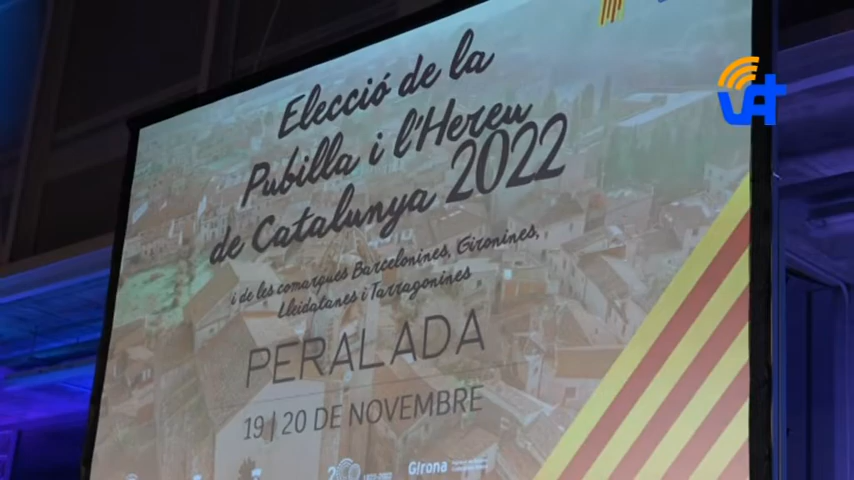 Elecció de la
Pubilla i l'Hereu
de Catalunya 2022
i de les comarques Barcelonines, Gironines,
Lleidatanes i Tarragonines
PERALADA
19 | 20 DE NOVEMBRE
Girona